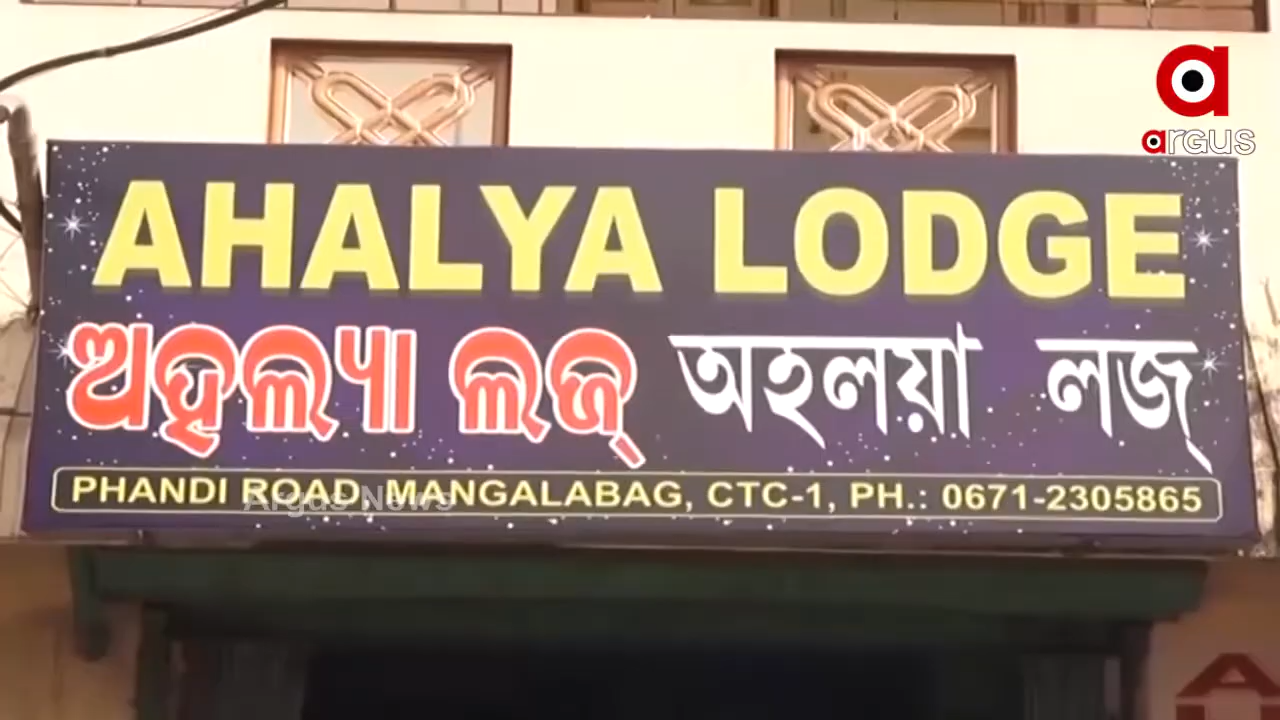 argus
AHALYA LODGE
ଅହଲ୍ୟା ଲଜ୍ অহলয়া লজ্
PHANDI ROAD, MANGALABAG, CTC-1, PH.: 0671-2305865
Argus News